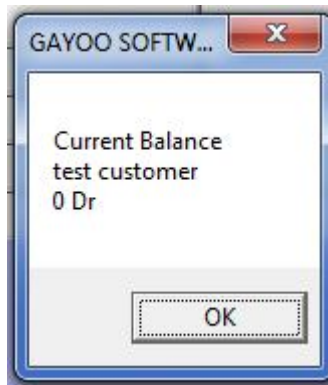 GAYOO SOFTW...
Current Balance
test customer
0 Dr
OK